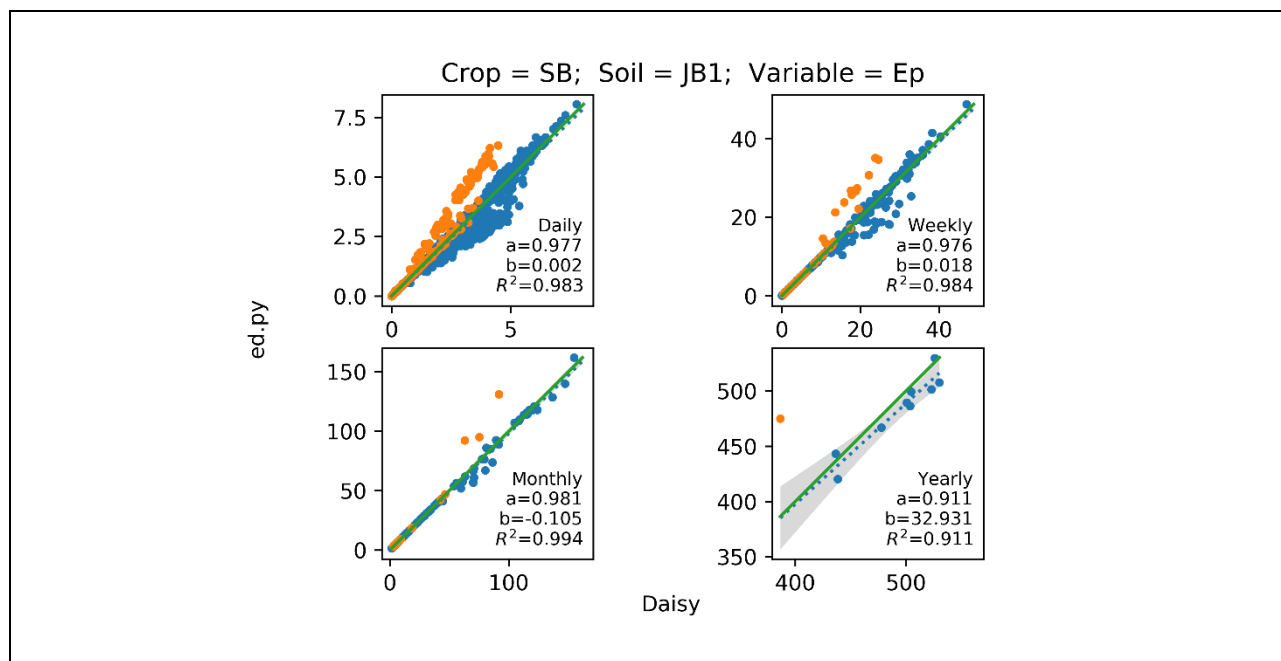 Crop = SB;  Soil = JB1;  Variable = Ep
7.5
5.0
2.5
0.0
0
5
Daily
a=0.977
b=0.002
R²=0.983
40
20
0
0
20
40
Weekly
a=0.976
b=0.018
R²=0.984
ed.py
150
100
50
0
0
100
Monthly
a=0.981
b=-0.105
R²=0.994
500
450
400
350
400
500
Yearly
a=0.911
b=32.931
R²=0.911
Daisy